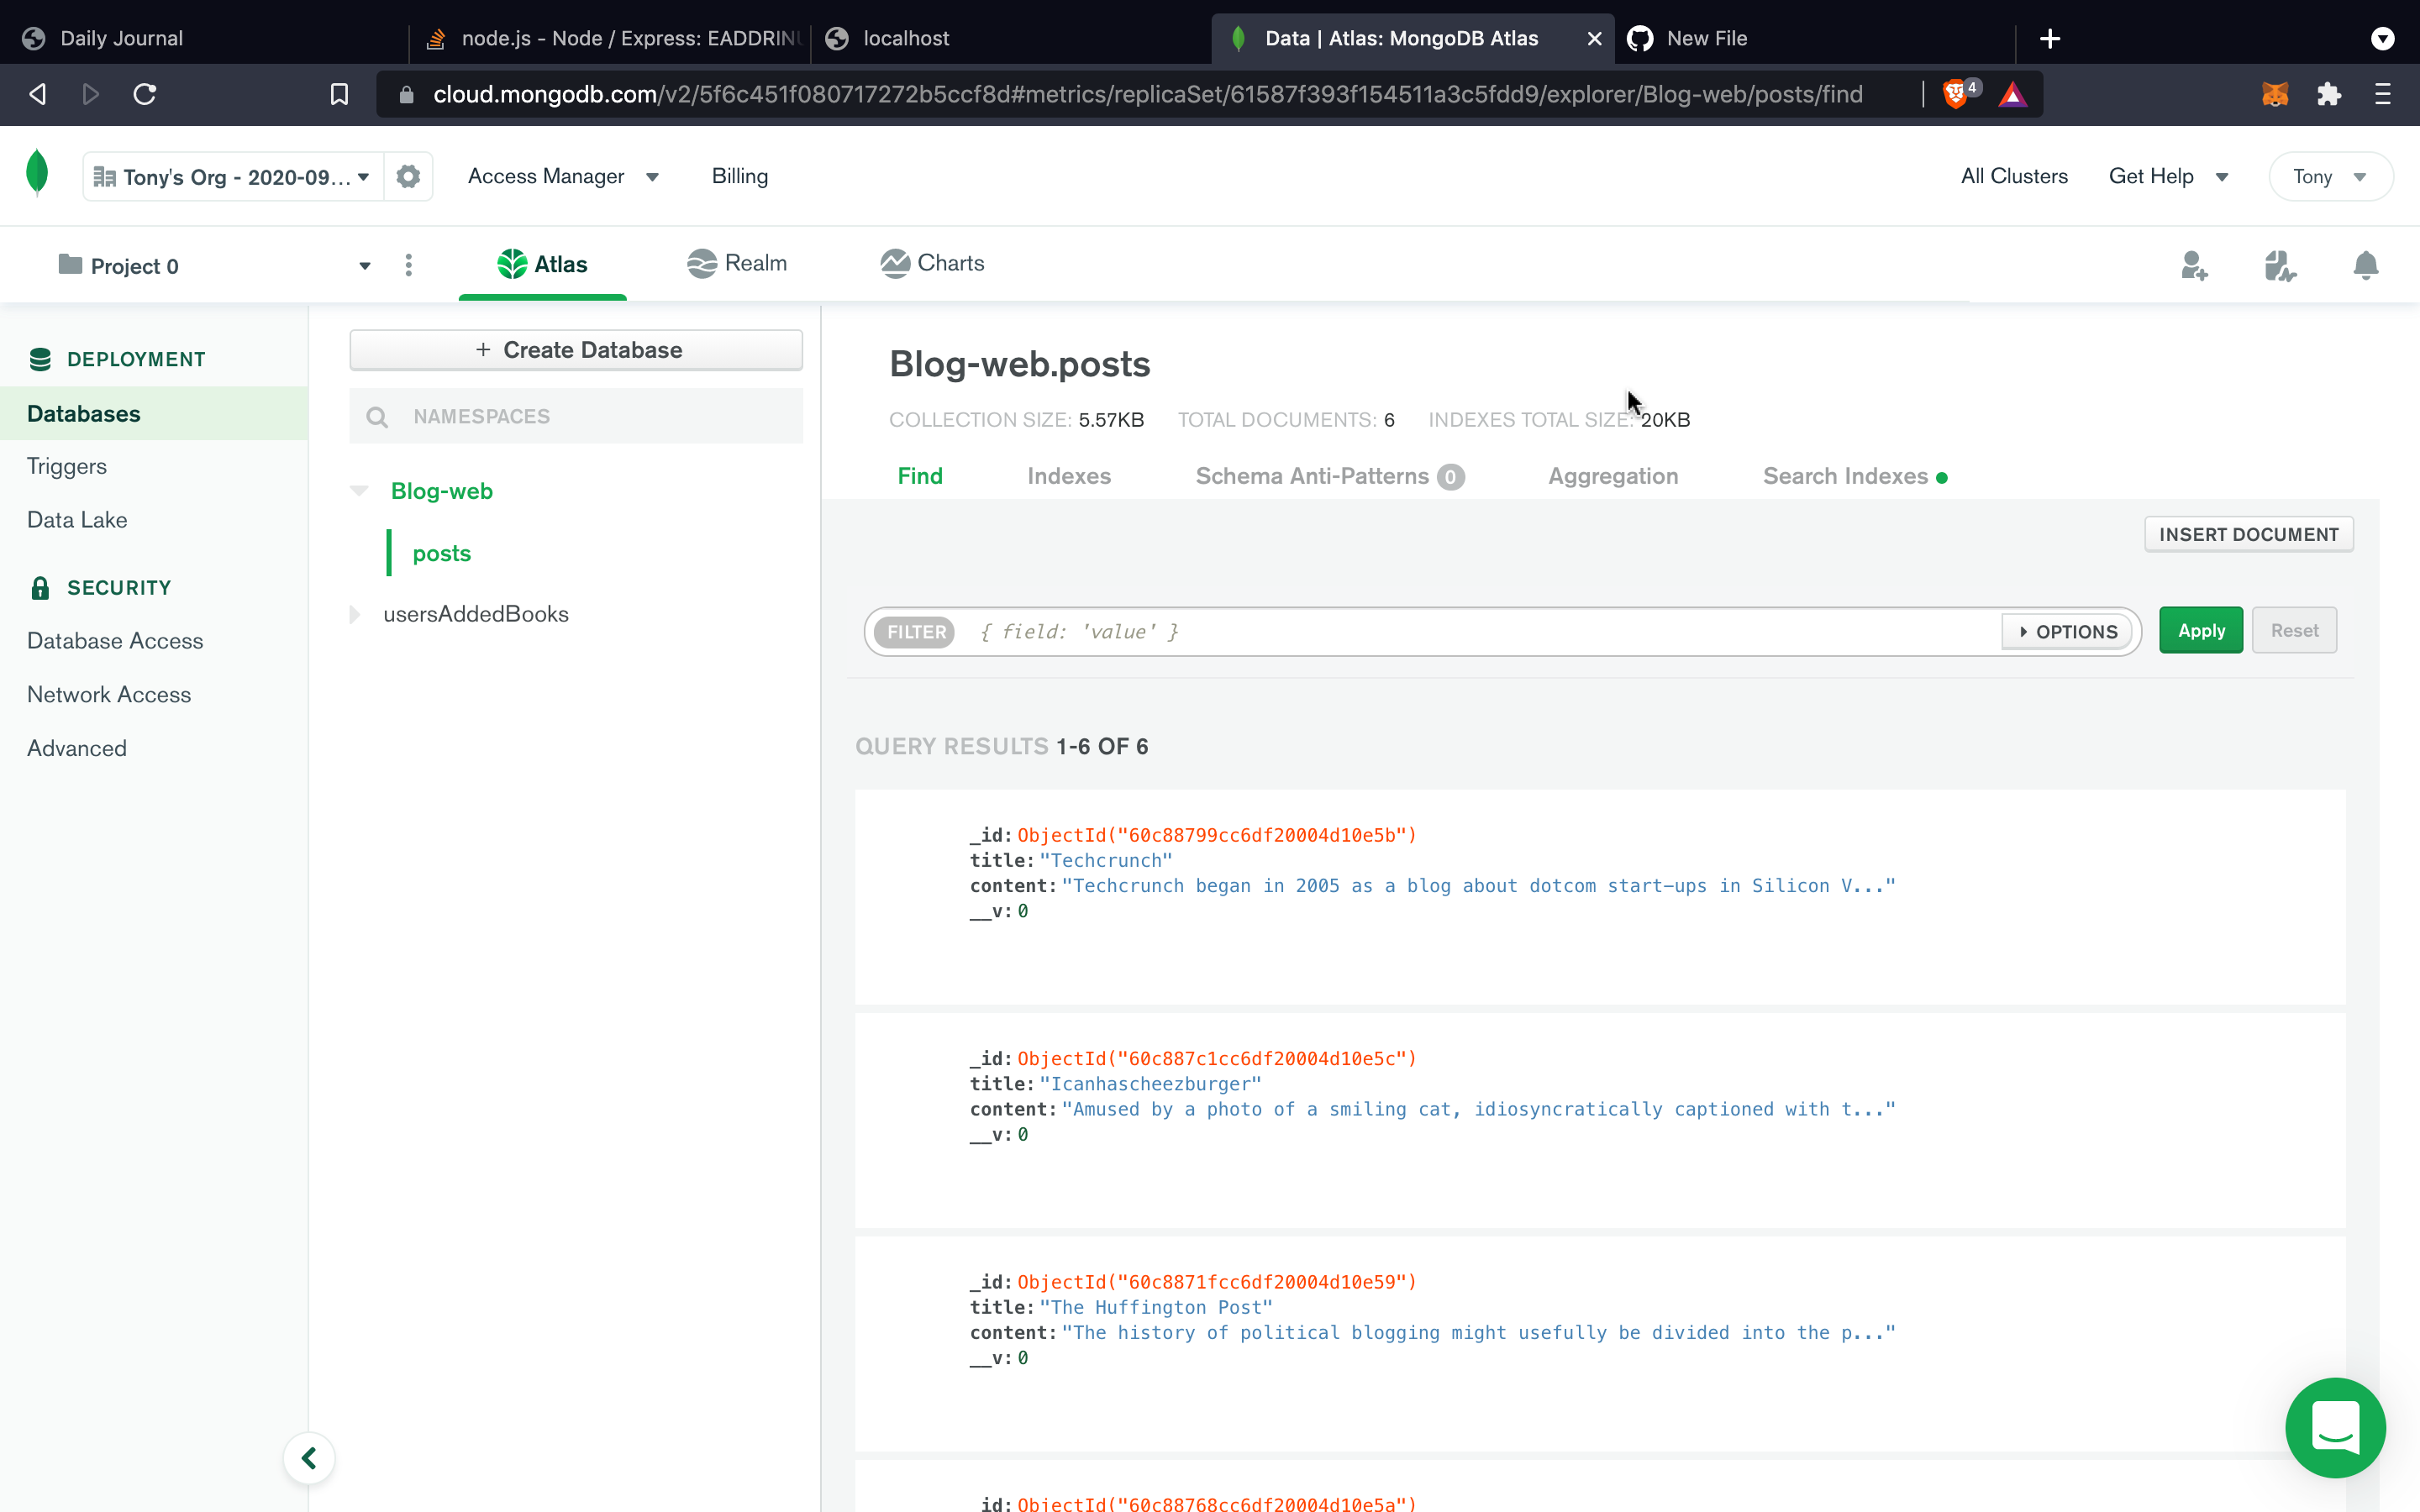 Daily Journal
node.js - Node / Express: EADDRINU
localhost
Data | Atlas: MongoDB Atlas
New File
cloud.mongodb.com/v2/5f6c451f080717272b5ccf8d#metrics/replicaSet/61587f393f154511a3c5fdd9/explorer/Blog-web/posts/find
4
Tony's Org - 2020-09...
Access Manager
Billing
All Clusters
Get Help
Tony
Project 0
Atlas
Realm
Charts
DEPLOYMENT
Databases
Triggers
Data Lake
SECURITY
Database Access
Network Access
Advanced
+ Create Database
NAMESPACES
Blog-web
posts
usersAddedBooks
Blog-web.posts
COLLECTION SIZE: 5.57KB TOTAL DOCUMENTS: 6 INDEXES TOTAL SIZE: 20KB
Find Indexes Schema Anti-Patterns 0 Aggregation Search Indexes
INSERT DOCUMENT
FILTER { field: 'value' } OPTIONS Apply Reset
QUERY RESULTS 1-6 OF 6
_id: ObjectId("60c88799cc6df20004d10e5b")
title: "Techcrunch"
content: "Techcrunch began in 2005 as a blog about dotcom start-ups in Silicon V..."
__v: 0
_id: ObjectId("60c887c1cc6df20004d10e5c")
title: "Icanhascheezburger"
content: "Amused by a photo of a smiling cat, idiosyncratically captioned with t..."
__v: 0
_id: ObjectId("60c8871fcc6df20004d10e59")
title: "The Huffington Post"
content: "The history of political blogging might usefully be divided into the p..."
__v: 0
_id: ObjectId("60c88768cc6df20004d10e5a")